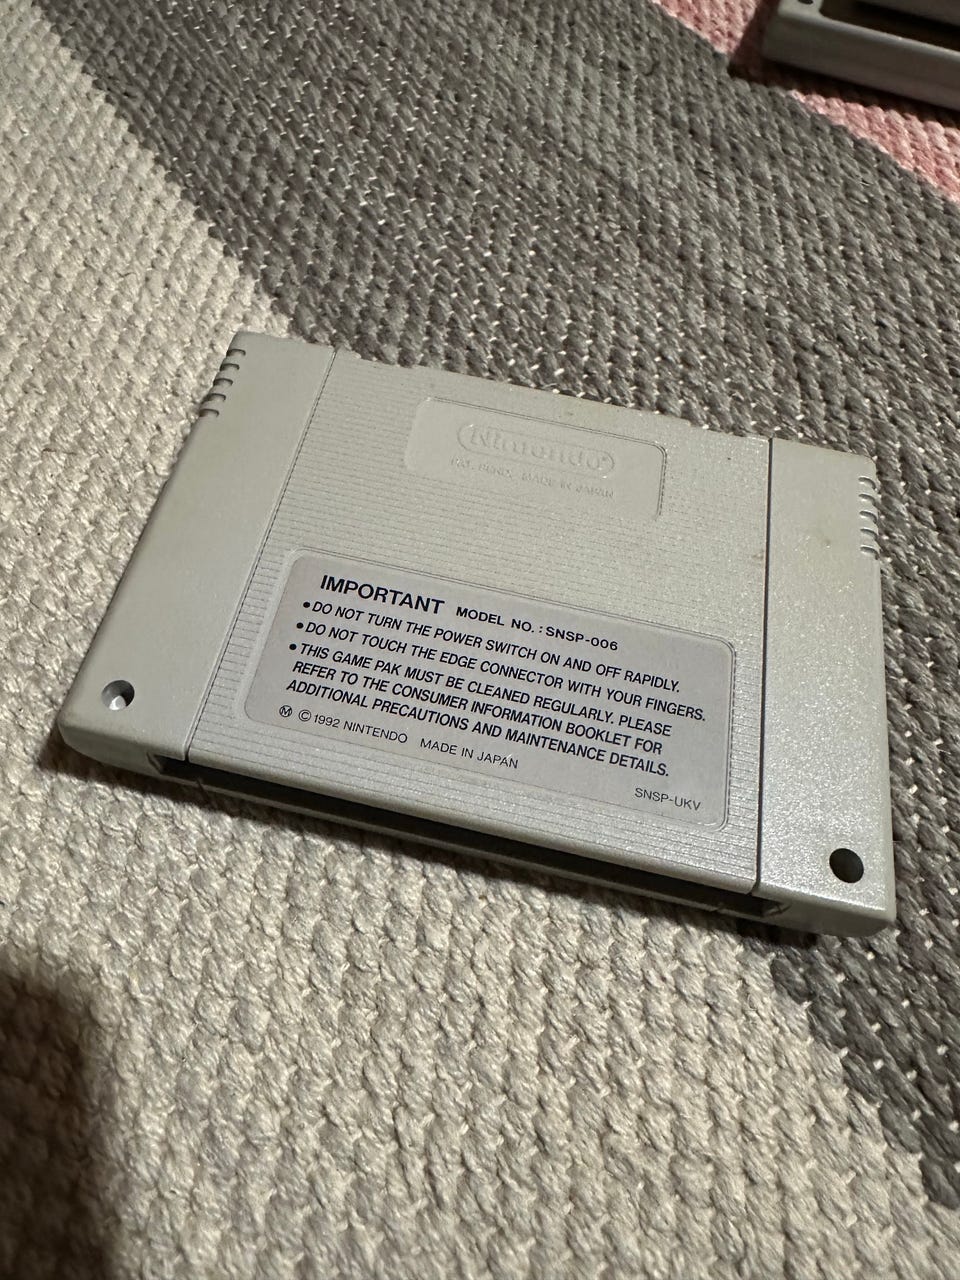 Nintendo
PAT. PEND. MADE IN JAPAN
IMPORTANT MODEL NO. : SNSP-006
•DO NOT TURN THE POWER SWITCH ON AND OFF RAPIDLY.
•DO NOT TOUCH THE EDGE CONNECTOR WITH YOUR FINGERS.
•THIS GAME PAK MUST BE CLEANED REGULARLY. PLEASE
REFER TO THE CONSUMER INFORMATION BOOKLET FOR
ADDITIONAL PRECAUTIONS AND MAINTENANCE DETAILS.
Ⓜ ©1992 NINTENDO MADE IN JAPAN
SNSP-UKV